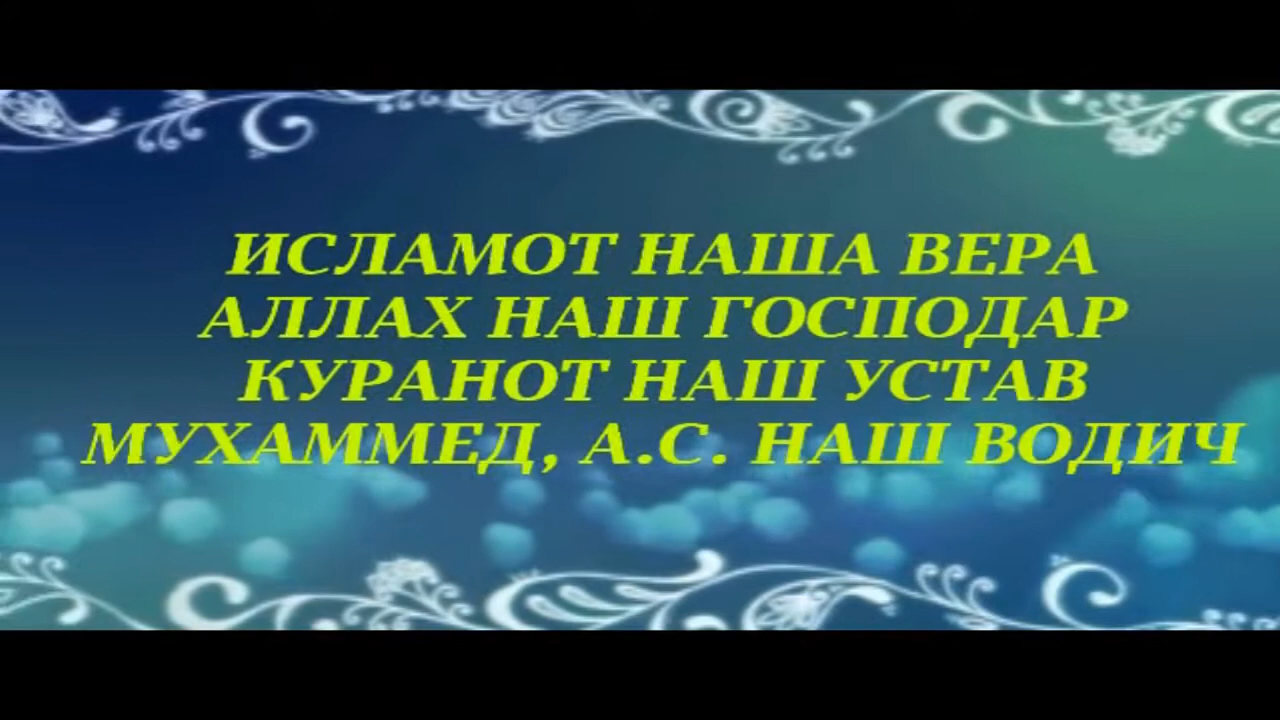 ИСЛАМОТ НАША ВЕРА
АЛЛАХ НАШ ГОСПОДАР
КУРАНОТ НАШ УСТАВ
МУХАММЕД, А.С. НАШ ВОДИЧ